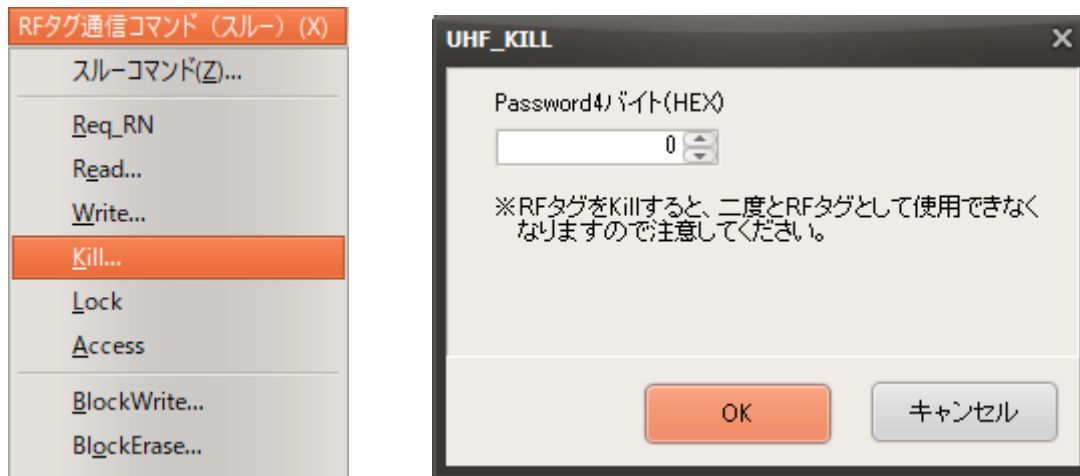 RFタグ通信コマンド（スルー）(X)
スルーコマンド(Z)...
Req_RN
Read...
Write...
Kill...
Lock
Access
BlockWrite...
BlockErase...
UHF_KILL
Password4バイト(HEX)
0
※RFタグをKillすると、二度とRFタグとして使用できなく
なりますので注意してください。
OK
キャンセル